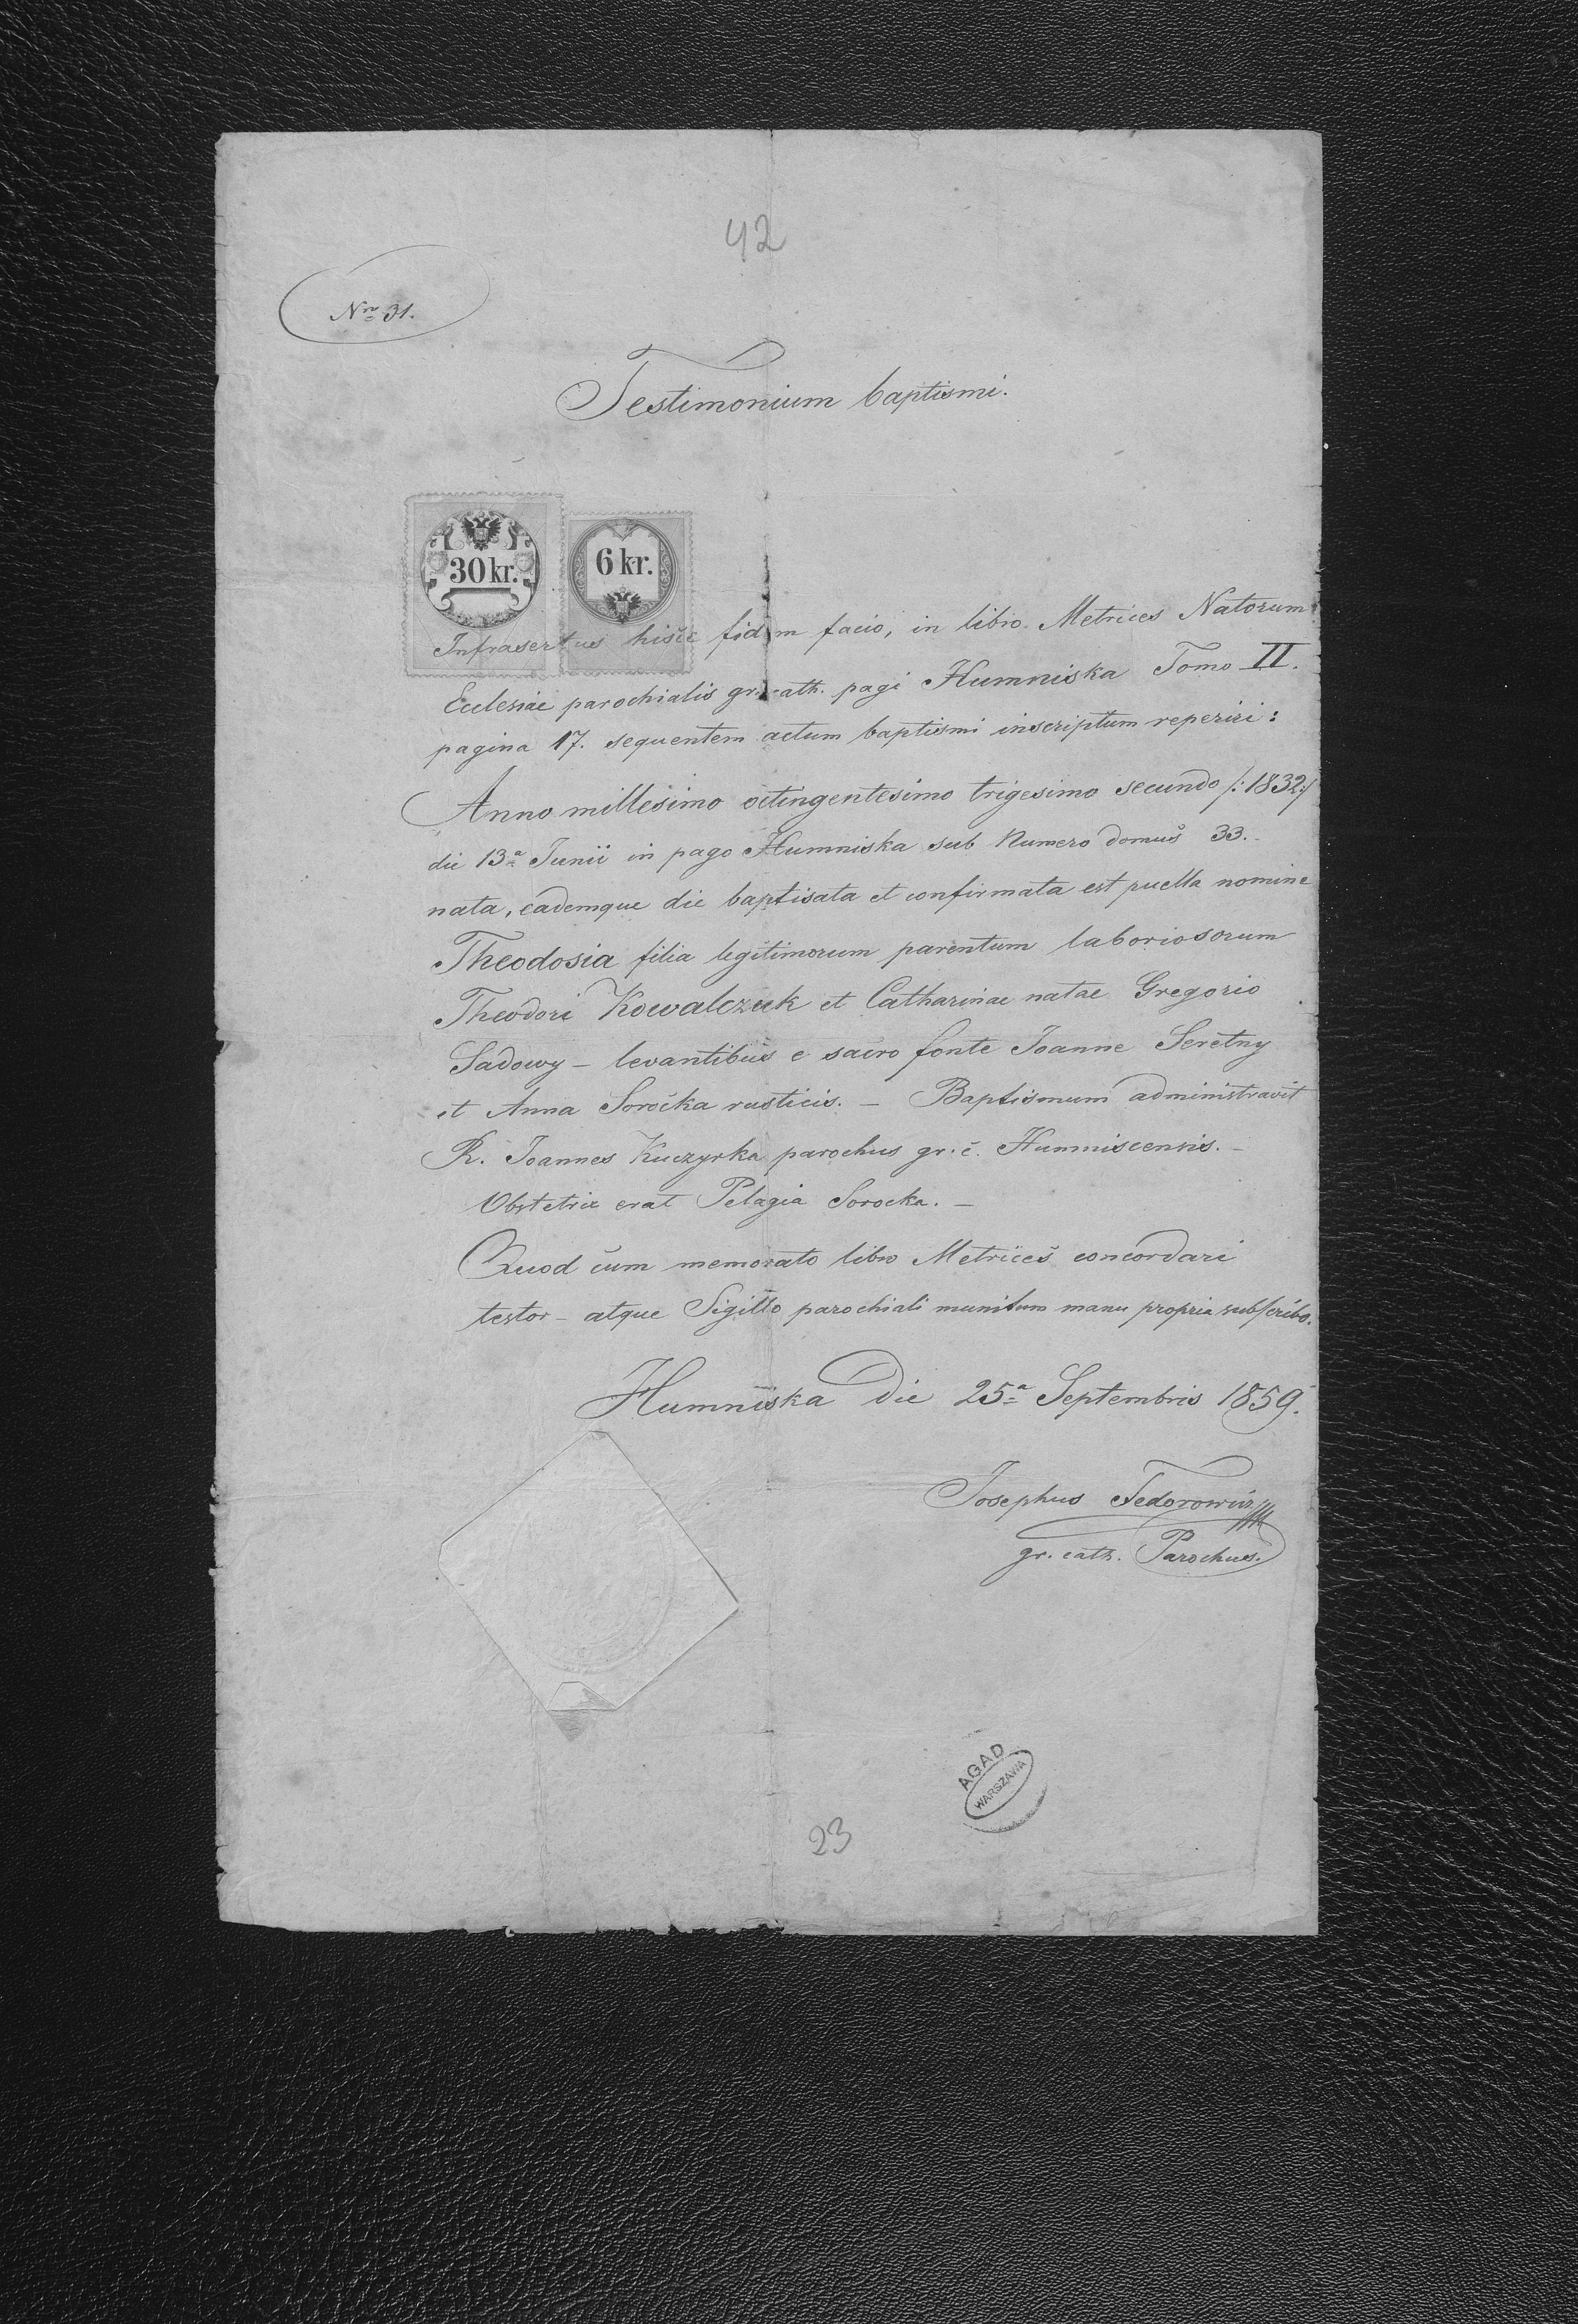 42
Nro 31.
Testimonium baptismi.
30 kr. 6 kr.
Infrasertus hisce fidem facio, in libro Metrices Natorum
Ecclesiae parochialis gr. cath. pagi Humniska Tomo II.
pagina 17. sequentem actum baptismi inscriptum reperiri:
Anno millesimo octingentesimo trigesimo secundo /: 1832 :/
die 13a Junii in pago Humniska sub Numero domus 33.
nata, eademque die baptisata et confirmata est puella nomine
Theodosia filia legitimorum parentum laboriosorum
Theodori Kowalczuk et Catharinae natae Gregorio
Sadowy – levantibus e sacro fonte Joanne Seretny
et Anna Sorocka rusticis. – Baptismum administravit
R. Joannes Kuczyrka parochus gr. c. Humniscensis. –
Obstetrix erat Pelagia Sorocka. –
Quod cum memorato libro Metrices concordari
testor – atque Sigillo parochiali munitum manu propria subscribo.
Humniska Die 25a Septembris 1859.
Josephus Fedorowicz
gr. cath. Parochus.
AGAD
WARSZAWA
23